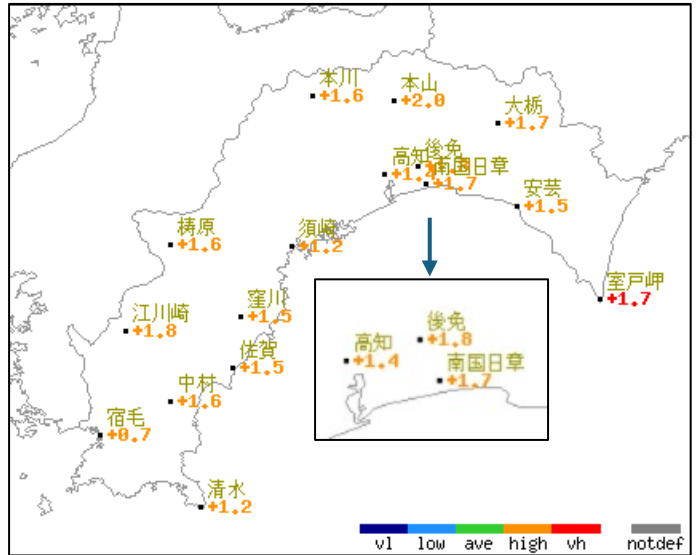 本川
+1.6
本山
+2.0
大栃
+1.7
高知
+1.4
後免
南国日章
+1.7
安芸
+1.5
梼原
+1.6
須崎
+1.2
室戸岬
+1.7
江川崎
+1.8
窪川
+1.5
佐賀
+1.5
中村
+1.6
宿毛
+0.7
清水
+1.2
後免
+1.8
高知
+1.4
南国日章
+1.7
vl low ave high vh notdef